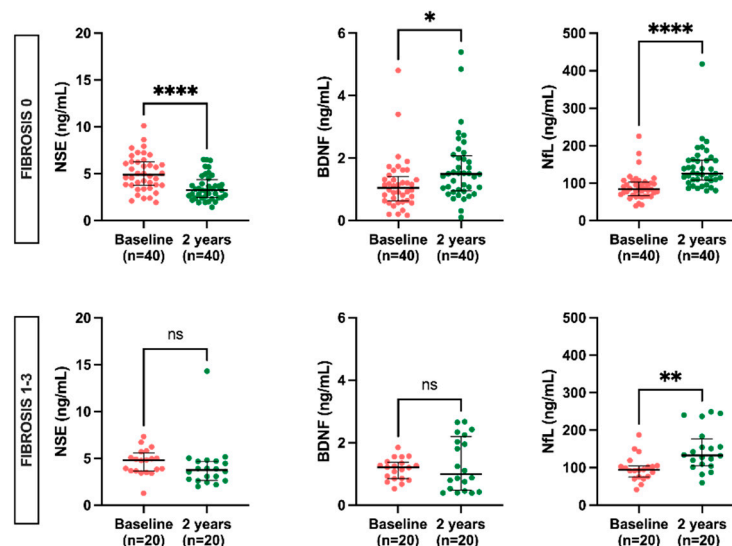 FIBROSIS 0
NSE (ng/mL)
20
15
10
5
0
****
Baseline 2 years
(n=40) (n=40)
BDNF (ng/mL)
6
4
2
0
*
Baseline 2 years
(n=40) (n=40)
NfL (ng/mL)
500
400
300
200
100
0
****
Baseline 2 years
(n=40) (n=40)
FIBROSIS 1-3
NSE (ng/mL)
20
15
10
5
0
ns
Baseline 2 years
(n=20) (n=20)
BDNF (ng/mL)
6
4
2
0
ns
Baseline 2 years
(n=20) (n=20)
NfL (ng/mL)
500
400
300
200
100
0
**
Baseline 2 years
(n=20) (n=20)